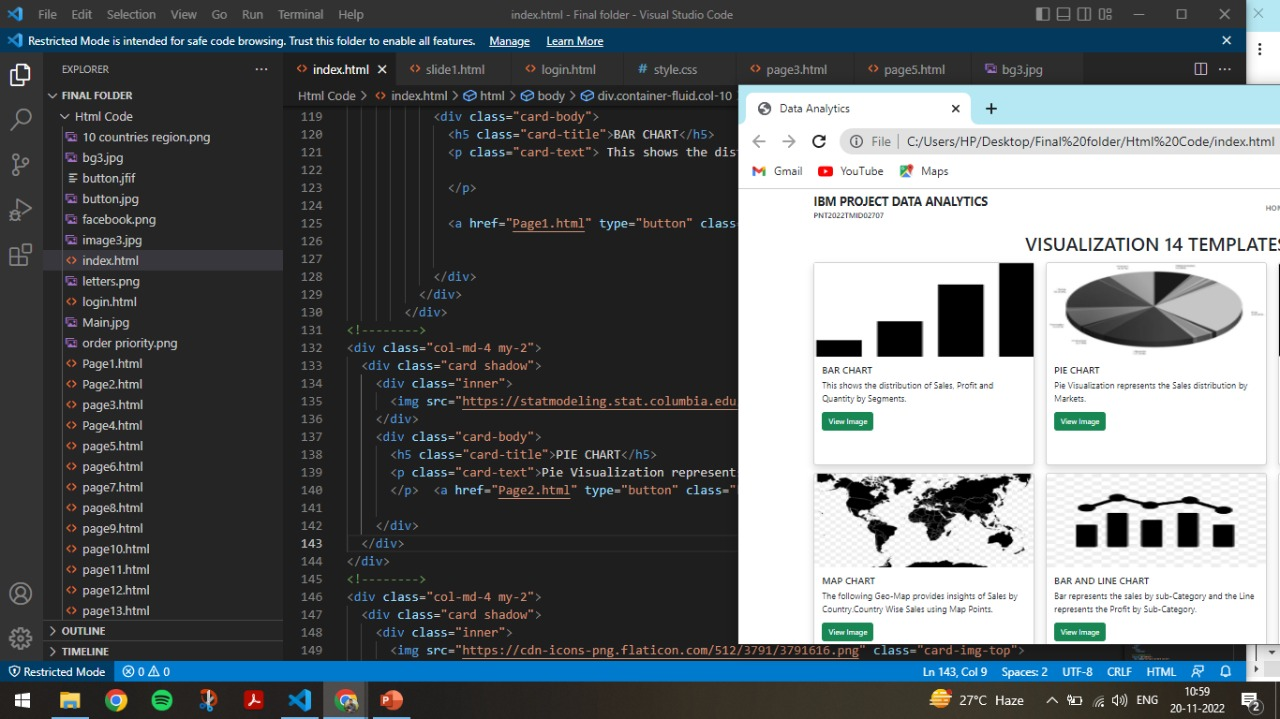 File Edit Selection View Go Run Terminal Help index.html - Final folder - Visual Studio Code
Restricted Mode is intended for safe code browsing. Trust this folder to enable all features. Manage Learn More
EXPLORER
index.html slide1.html login.html # style.css page3.html page5.html bg3.jpg
FINAL FOLDER
Html Code
10 countries region.png
bg3.jpg
button.jfif
button.jpg
facebook.png
image3.jpg
index.html
letters.png
login.html
Main.jpg
order priority.png
Page1.html
Page2.html
page3.html
Page4.html
page5.html
page6.html
page7.html
page8.html
page9.html
page10.html
page11.html
page12.html
page13.html
OUTLINE
TIMELINE
Html Code > index.html > html > body > div.container-fluid.col-10
119 <div class="card-body">
120 <h5 class="card-title">BAR CHART</h5>
121 <p class="card-text"> This shows the dis
122
123 </p>
124
125 <a href="Page1.html" type="button" clas
126
127
128 </div>
129 </div>
130 </div>
131 <!-------->
132 <div class="col-md-4 my-2">
133 <div class="card shadow">
134 <div class="inner">
135 <img src="https://statmodeling.stat.columbia.edu
136 </div>
137 <div class="card-body">
138 <h5 class="card-title">PIE CHART</h5>
139 <p class="card-text">Pie Visualization represent
140 </p> <a href="Page2.html" type="button" class="
141
142 </div>
143 </div>
144 </div>
145 <!-------->
146 <div class="col-md-4 my-2">
147 <div class="card shadow">
148 <div class="inner">
149 <img src="https://cdn-icons-png.flaticon.com/512/3791/3791616.png" class="card-img-top">
Data Analytics
File | C:/Users/HP/Desktop/Final%20folder/Html%20Code/index.html
Gmail YouTube Maps
IBM PROJECT DATA ANALYTICS
PNT2022TMID02707
HOM
VISUALIZATION 14 TEMPLATES
BAR CHART
This shows the distribution of Sales, Profit and
Quantity by Segments.
View Image
PIE CHART
Pie Visualization represents the Sales distribution by
Markets.
View Image
MAP CHART
The following Geo-Map provides insights of Sales by
Country.Country Wise Sales using Map Points.
View Image
BAR AND LINE CHART
Bar represents the sales by sub-Category and the Line
represents the Profit by Sub-Category.
View Image
Restricted Mode 0 0 Ln 143, Col 9 Spaces: 2 UTF-8 CRLF HTML
27°C Haze ENG 10:59
20-11-2022 2